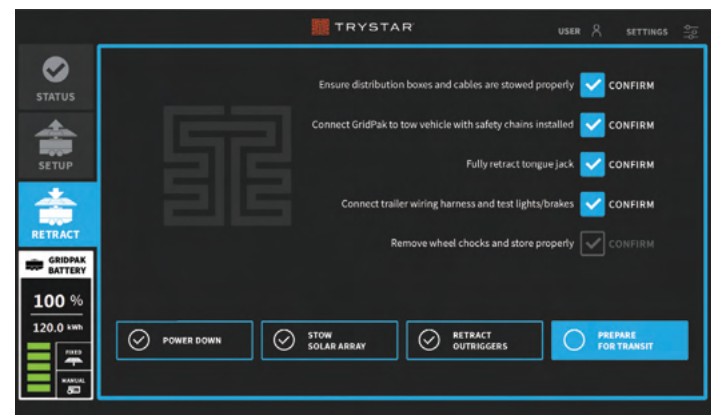 TRYSTAR
USER
SETTINGS
STATUS
SETUP
RETRACT
GRIDPAK
BATTERY
100 %
120.0 kWh
FIXED
MANUAL
Ensure distribution boxes and cables are stowed properly CONFIRM
Connect GridPak to tow vehicle with safety chains installed CONFIRM
Fully retract tongue jack CONFIRM
Connect trailer wiring harness and test lights/brakes CONFIRM
Remove wheel chocks and store properly CONFIRM
POWER DOWN
STOW
SOLAR ARRAY
RETRACT
OUTRIGGERS
PREPARE
FOR TRANSIT